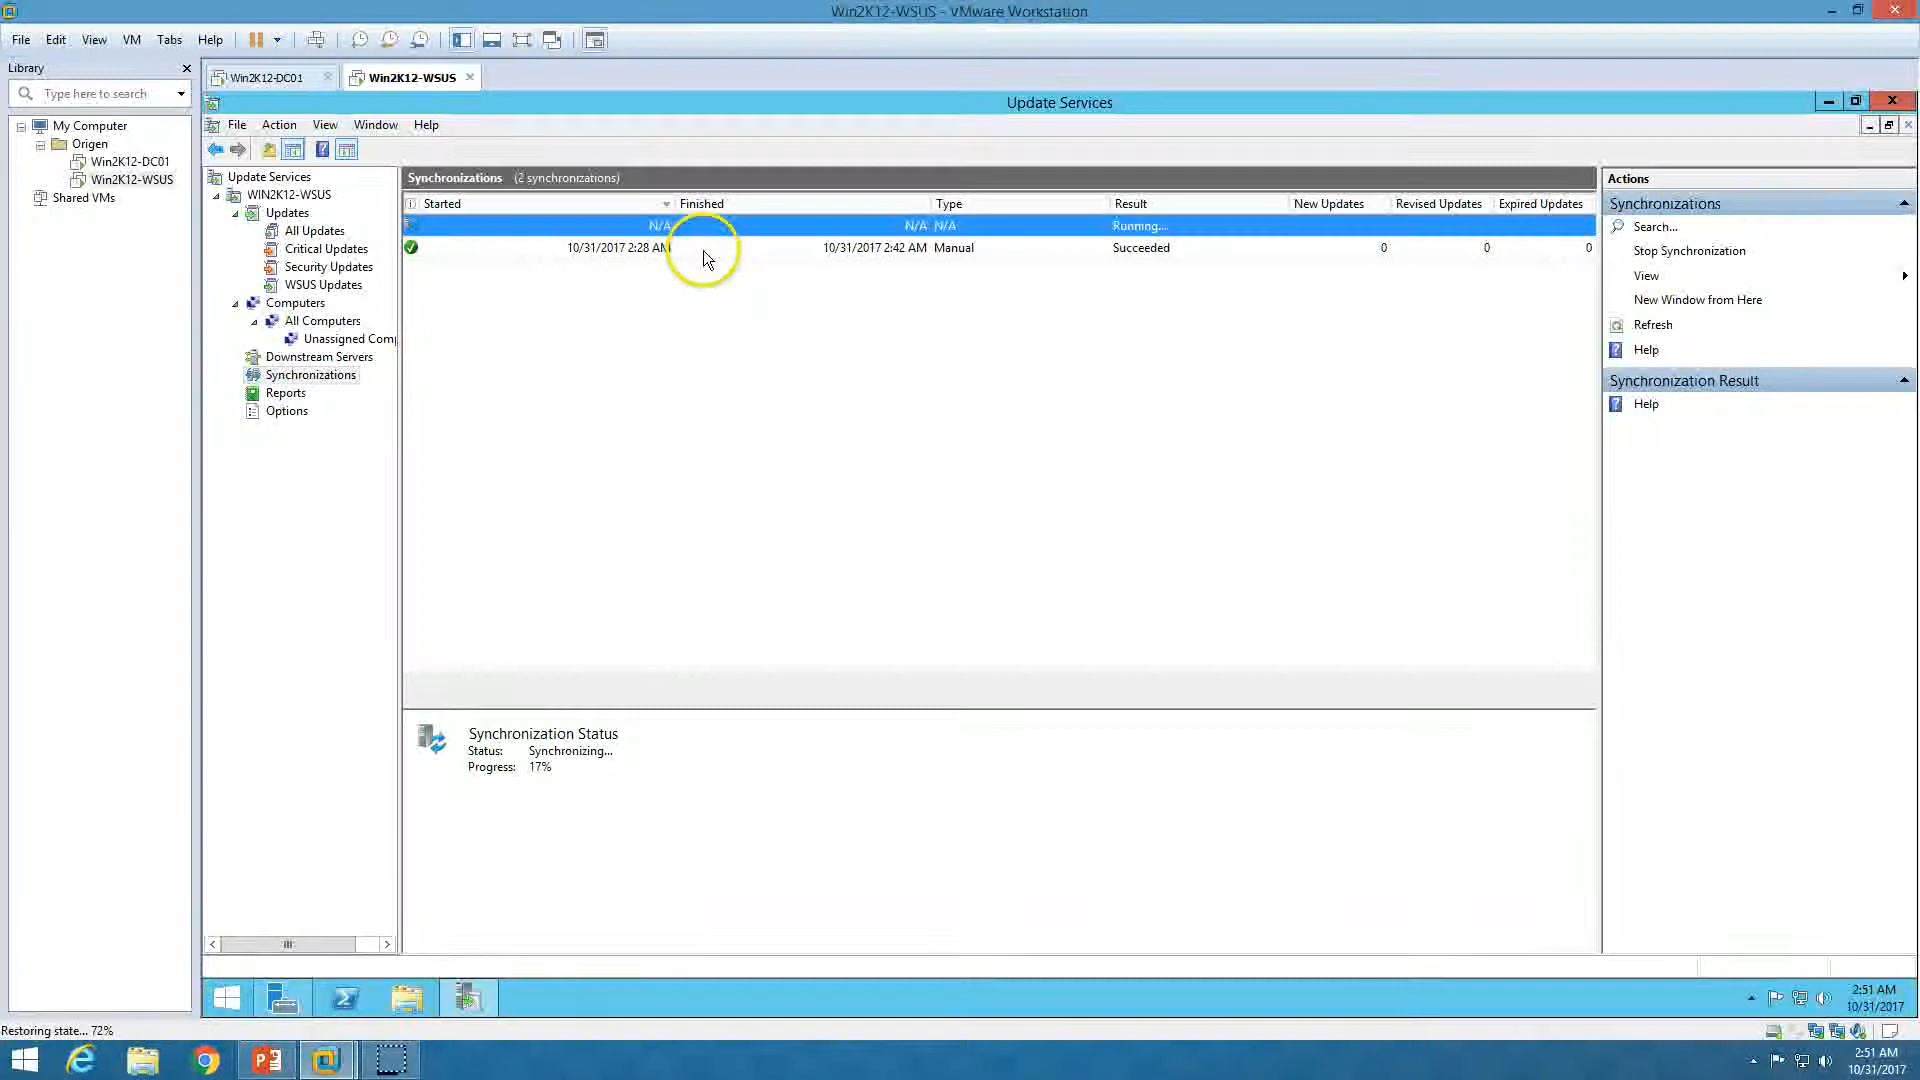 Win2K12-WSUS - VMware Workstation
File Edit View VM Tabs Help
Library
Type here to search
My Computer
Origen
Win2K12-DC01
Win2K12-WSUS
Shared VMs
Win2K12-DC01 Win2K12-WSUS
Update Services
File Action View Window Help
Update Services
WIN2K12-WSUS
Updates
All Updates
Critical Updates
Security Updates
WSUS Updates
Computers
All Computers
Unassigned Comp
Downstream Servers
Synchronizations
Reports
Options
Synchronizations (2 synchronizations)
Started Finished Type Result New Updates Revised Updates Expired Updates
N/A N/A N/A Running...
10/31/2017 2:28 AM 10/31/2017 2:42 AM Manual Succeeded 0 0 0
Synchronization Status
Status: Synchronizing...
Progress: 17%
Actions
Synchronizations
Search...
Stop Synchronization
View
New Window from Here
Refresh
Help
Synchronization Result
Help
2:51 AM
10/31/2017
Restoring state... 72%
2:51 AM
10/31/2017